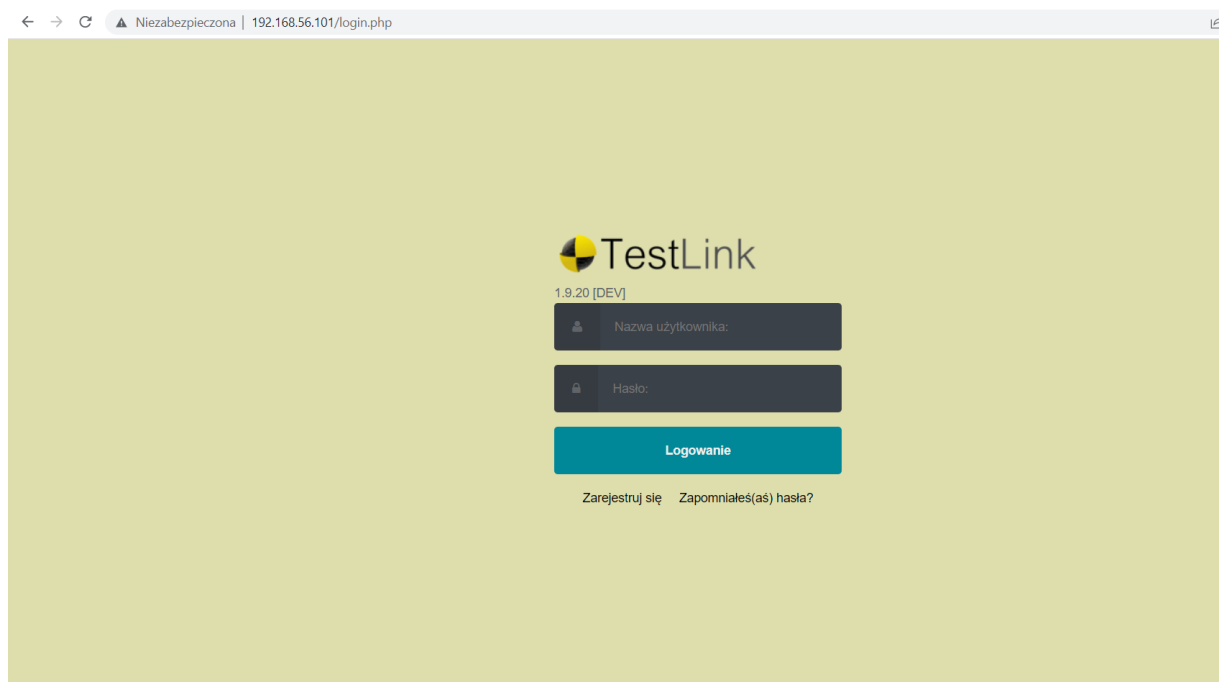 Niezabezpieczona | 192.168.56.101/login.php
TestLink
1.9.20 [DEV]
Nazwa użytkownika:
Hasło:
Logowanie
Zarejestruj się Zapomniałeś(aś) hasła?